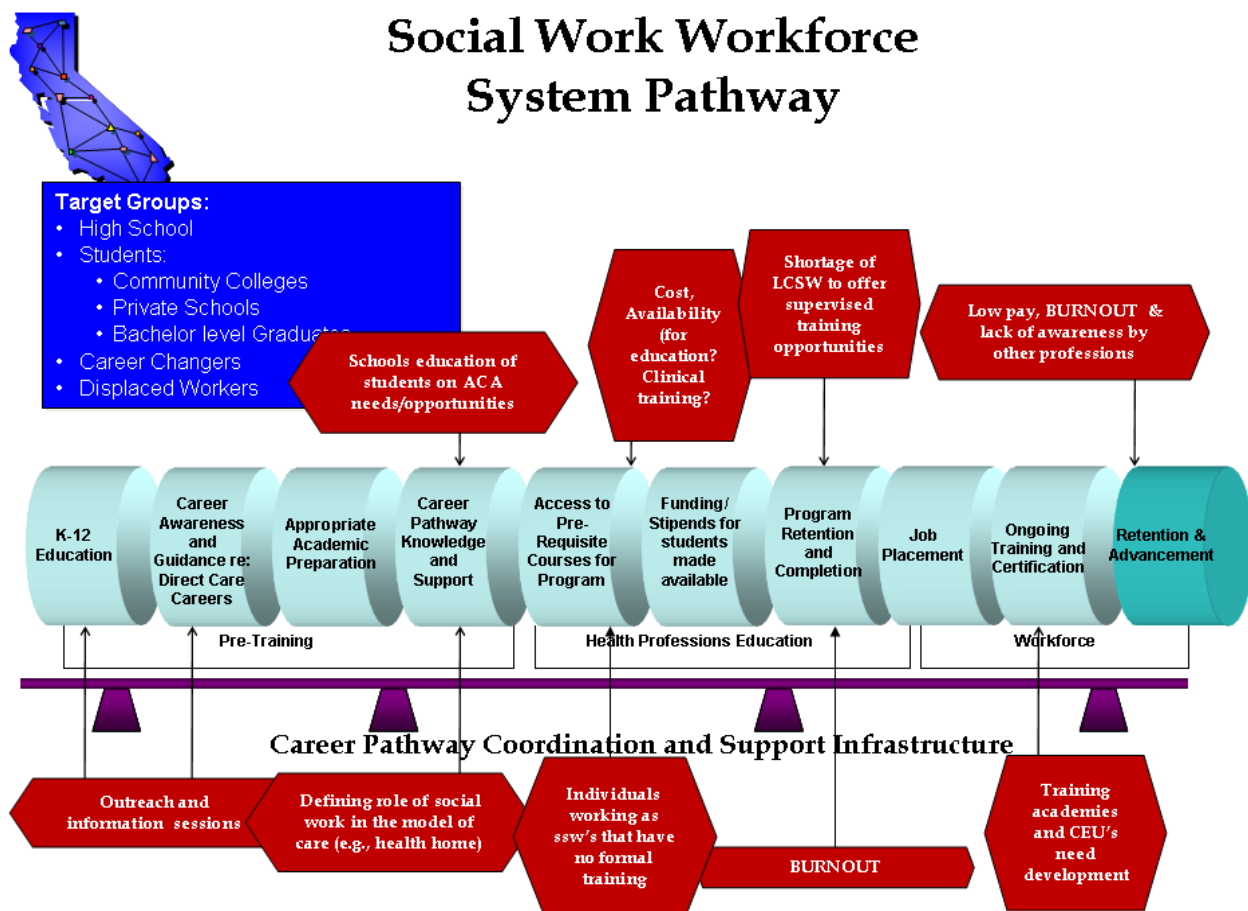 Social Work Workforce
System Pathway
Target Groups:
• High School
• Students:
• Community Colleges
• Private Schools
• Bachelor level Graduates
• Career Changers
• Displaced Workers
Schools education of
students on ACA
needs/opportunities
Cost,
Availability
(for
education?
Clinical
training?
Shortage of
LCSW to offer
supervised
training
opportunities
Low pay, BURNOUT &
lack of awareness by
other professions
K-12
Education
Career
Awareness and
Guidance re:
Direct Care
Careers
Appropriate
Academic
Preparation
Career
Pathway
Knowledge
and
Support
Access to
Pre-
Requisite
Courses for
Program
Funding/
Stipends for
students
made
available
Program
Retention
and
Completion
Job
Placement
Ongoing
Training and
Certification
Retention &
Advancement
Pre-Training
Health Professions Education
Workforce
Career Pathway Coordination and Support Infrastructure
Outreach and
information sessions
Defining role of social
work in the model of
care (e.g., health home)
Individuals
working as
ssw's that have
no formal
training
BURNOUT
Training
academies
and CEU's
need
development